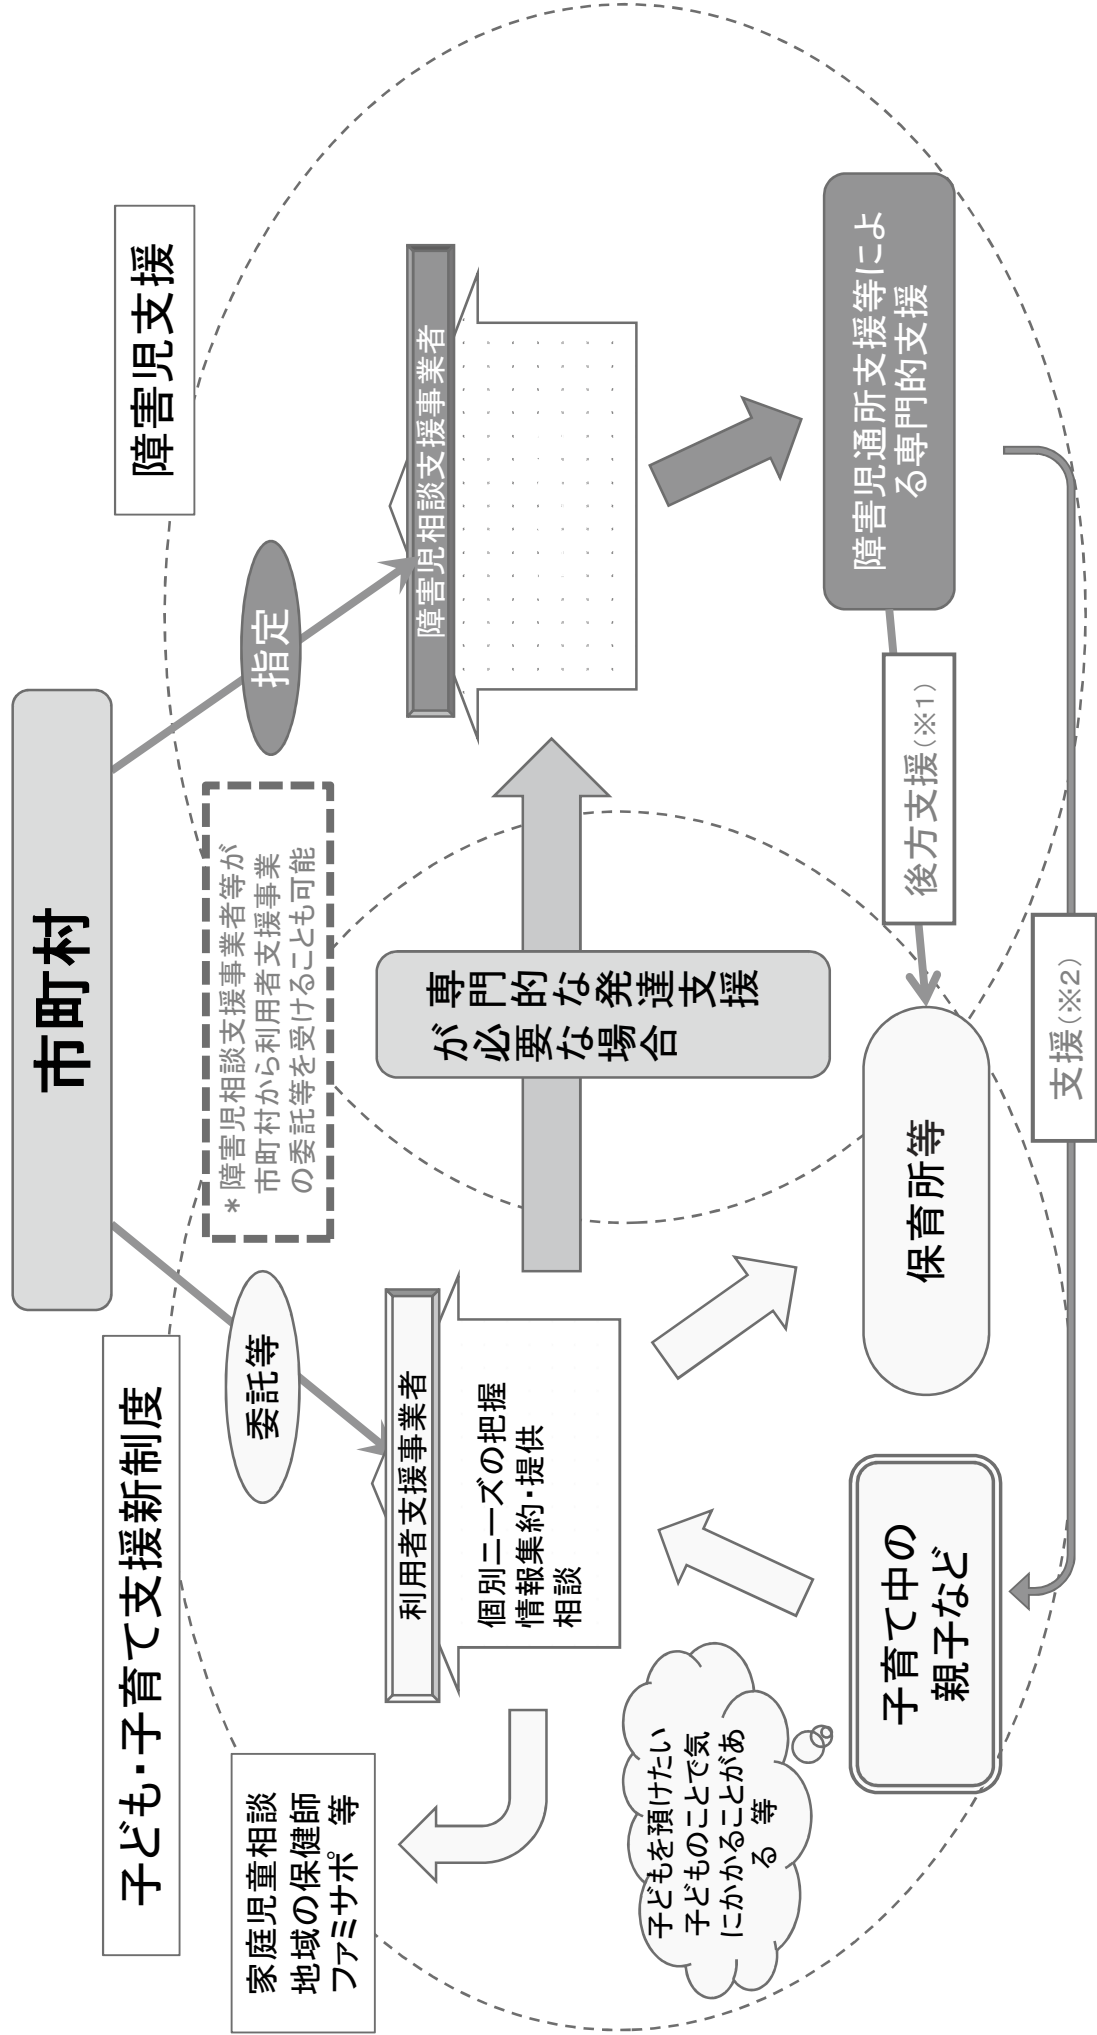 市町村
子ども・子育て支援新制度
障害児支援
委託等
指定
＊障害児相談支援事業者等が
市町村から利用者支援事業
の委託等を受けることも可能
家庭児童相談
地域の保健師
ファミサポ 等
利用者支援事業者
個別ニーズの把握
情報集約・提供
相談
専門的な発達支援
が必要な場合
障害児相談支援事業者
子どもを預けたい
子どものことで気
にかかることがあ
る 等
子育て中の
親子など
保育所等
後方支援(※1)
障害児通所支援等によ
る専門的支援
支援(※2)